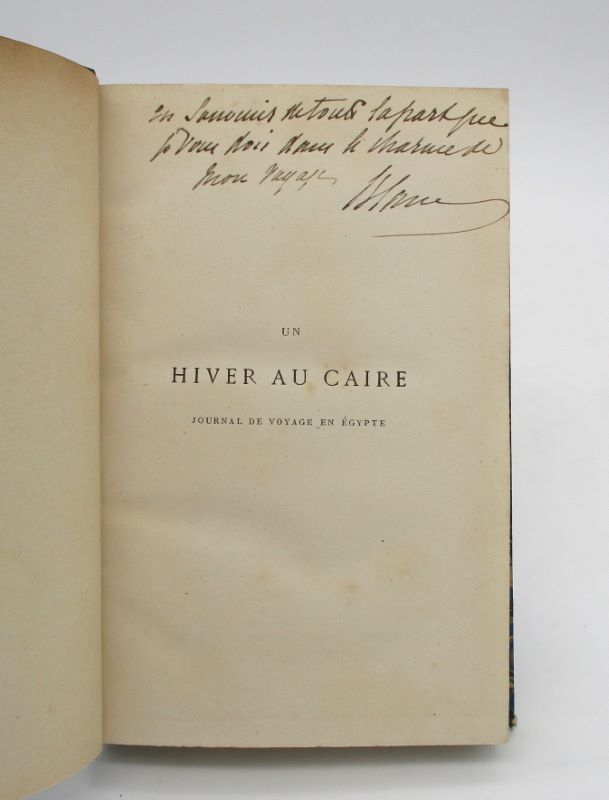 en Souvenir de toute la part que
je vous dois dans le charme de
mon voyage
UN
HIVER AU CAIRE
JOURNAL DE VOYAGE EN ÉGYPTE